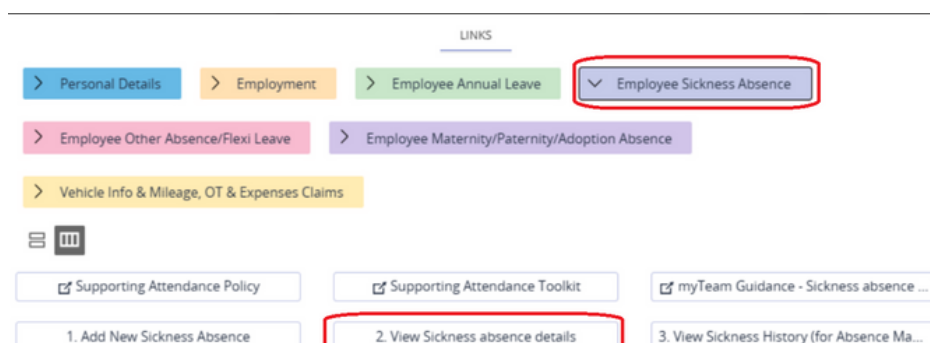 LINKS
Personal Details
Employment
Employee Annual Leave
Employee Sickness Absence
Employee Other Absence/Flexi Leave
Employee Maternity/Paternity/Adoption Absence
Vehicle Info & Mileage, OT & Expenses Claims
Supporting Attendance Policy
Supporting Attendance Toolkit
myTeam Guidance - Sickness absence ...
1. Add New Sickness Absence
2. View Sickness absence details
3. View Sickness History (for Absence Ma...